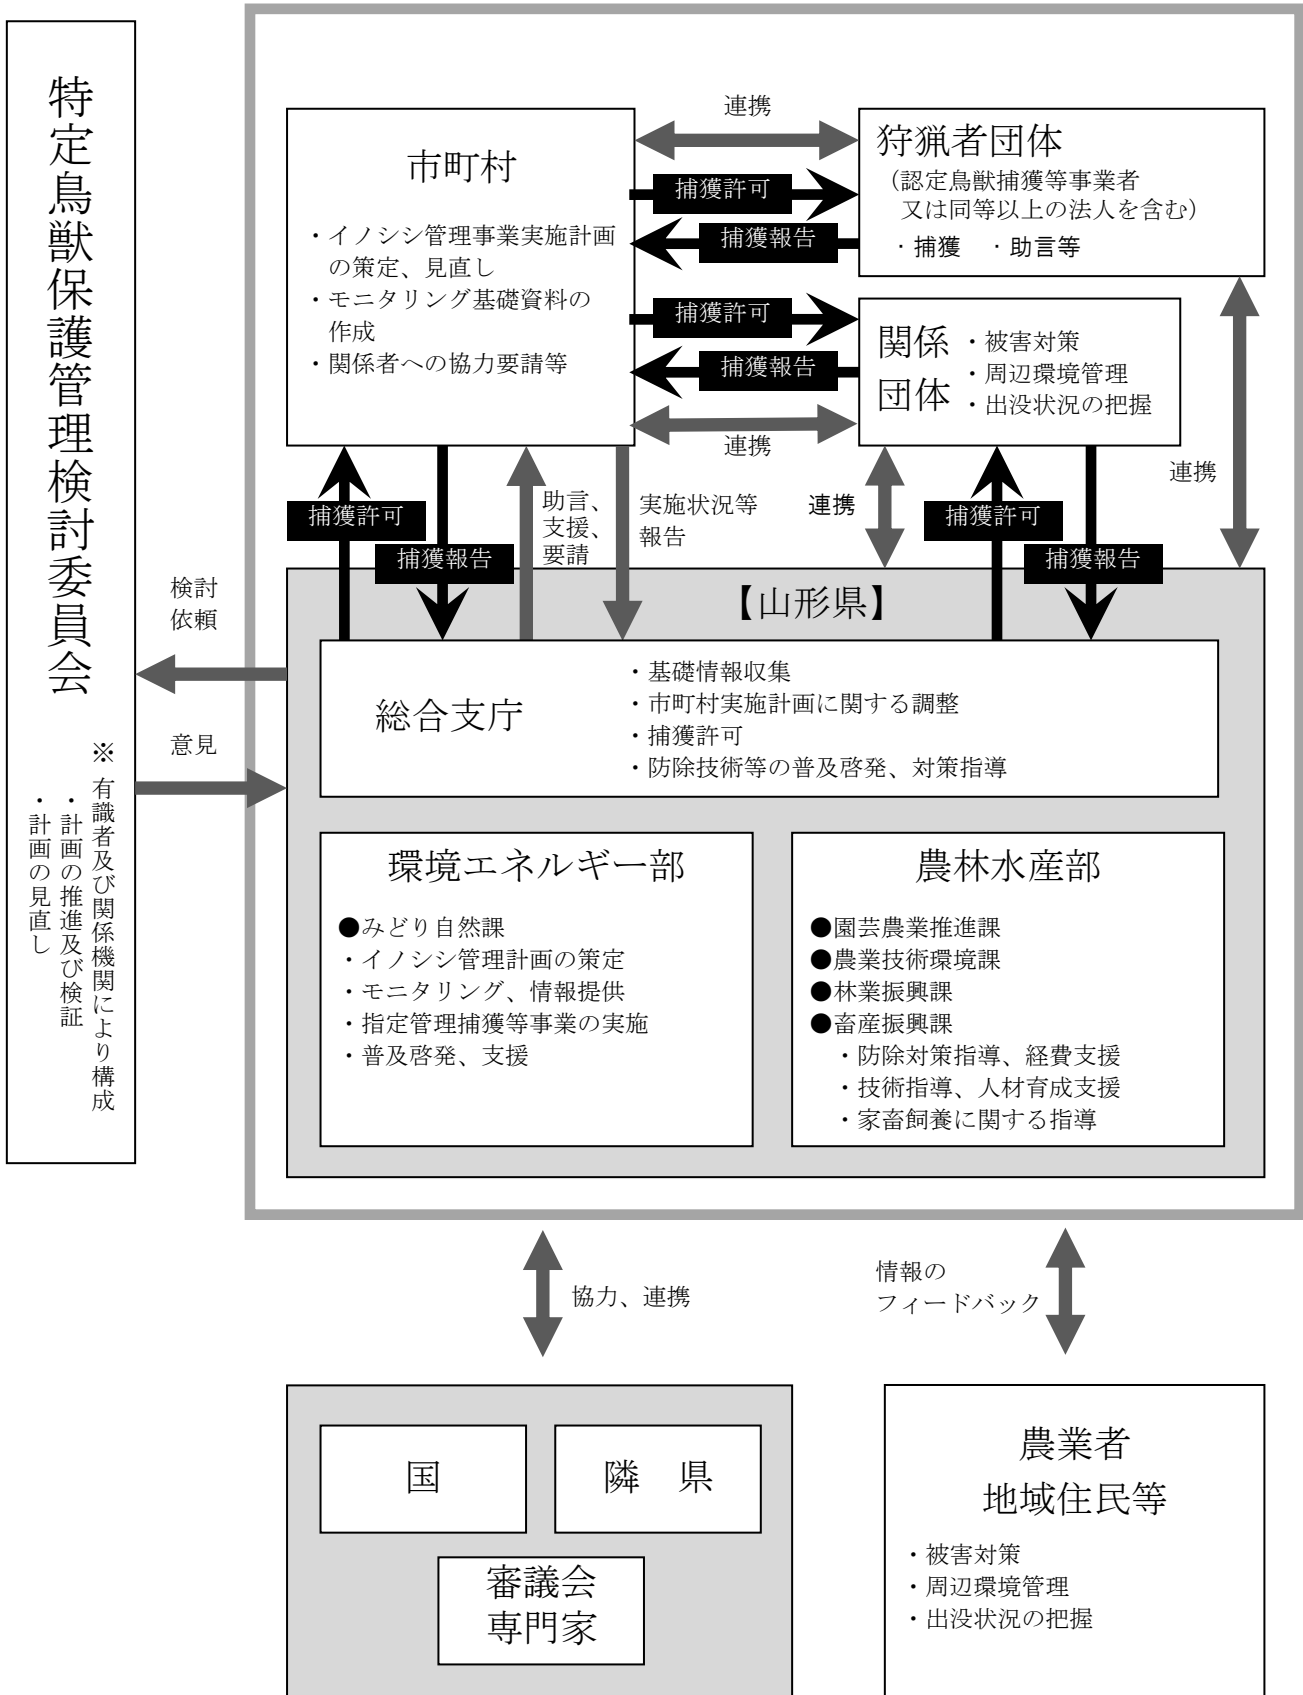 特定鳥獣保護管理検討委員会
※有識者及び関係機関により構成
・計画の推進及び検証
・計画の見直し
検討
依頼
意見
市町村
・イノシシ管理事業実施計画
の策定、見直し
・モニタリング基礎資料の
作成
・関係者への協力要請等
連携
捕獲許可
捕獲報告
捕獲許可
捕獲報告
連携
狩猟者団体
（認定鳥獣捕獲等事業者
又は同等以上の法人を含む）
・捕獲　・助言等
関係
団体
・被害対策
・周辺環境管理
・出没状況の把握
捕獲許可
捕獲報告
助言、
支援、
要請
実施状況等
報告
連携
捕獲許可
捕獲報告
連携
【山形県】
総合支庁
・基礎情報収集
・市町村実施計画に関する調整
・捕獲許可
・防除技術等の普及啓発、対策指導
環境エネルギー部
●みどり自然課
・イノシシ管理計画の策定
・モニタリング、情報提供
・指定管理捕獲等事業の実施
・普及啓発、支援
農林水産部
●園芸農業推進課
●農業技術環境課
●林業振興課
●畜産振興課
・防除対策指導、経費支援
・技術指導、人材育成支援
・家畜飼養に関する指導
協力、連携
情報の
フィードバック
国
隣　県
審議会
専門家
農業者
地域住民等
・被害対策
・周辺環境管理
・出没状況の把握